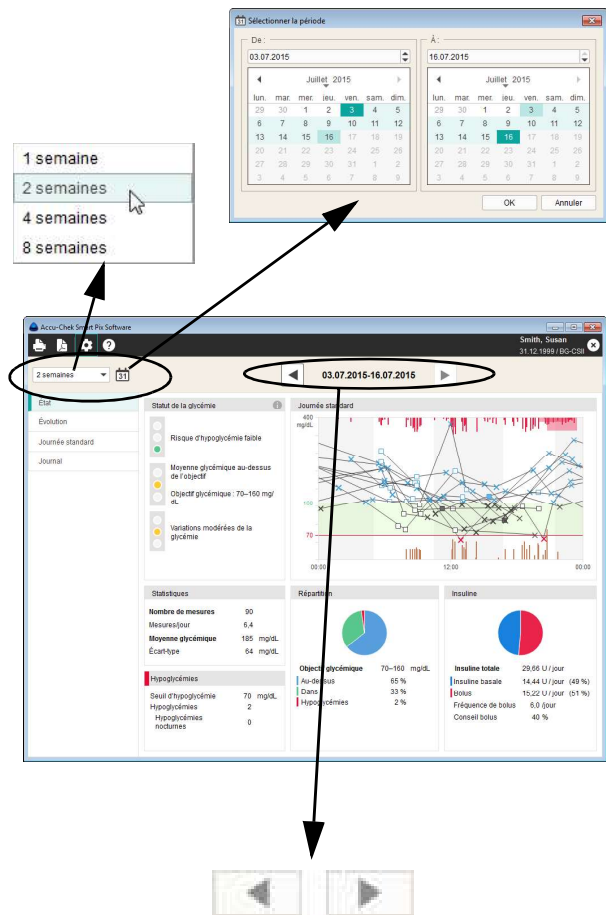 Sélectionner la période
De :
03.07.2015
Juillet 2015
lun. mar. mer. jeu. ven. sam. dim.
29 30 1 2 3 4 5
6 7 8 9 10 11 12
13 14 15 16 17 18 19
20 21 22 23 24 25 26
27 28 29 30 31 1 2
3 4 5 6 7 8 9
À :
16.07.2015
Juillet 2015
lun. mar. mer. jeu. ven. sam. dim.
29 30 1 2 3 4 5
6 7 8 9 10 11 12
13 14 15 16 17 18 19
20 21 22 23 24 25 26
27 28 29 30 31 1 2
3 4 5 6 7 8 9
OK Annuler
1 semaine
2 semaines
4 semaines
8 semaines
Accu-Chek Smart Pix Software
Smith, Susan
31.12.1999 / BG-CSII
2 semaines
31
03.07.2015-16.07.2015
État
Évolution
Journée standard
Journal
Statut de la glycémie
Risque d'hypoglycémie faible
Moyenne glycémique au-dessus
de l'objectif
Objectif glycémique : 70–160 mg/
dL
Variations modérées de la
glycémie
Journée standard
400
mg/dL
160
70
00:00 12:00 00:00
Statistiques
Nombre de mesures 90
Mesures/jour 6,4
Moyenne glycémique 185 mg/dL
Écart-type 64 mg/dL
Hypoglycémies
Seuil d'hypoglycémie 70 mg/dL
Hypoglycémies 2
Hypoglycémies
nocturnes 0
Répartition
Objectif glycémique 70–160 mg/dL
Au-dessus 65 %
Dans 33 %
Hypoglycémies 2 %
Insuline
Insuline totale 29,66 U / jour
Insuline basale 14,44 U / jour (49 %)
Bolus 15,22 U / jour (51 %)
Fréquence de bolus 6,0 /jour
Conseil bolus 40 %